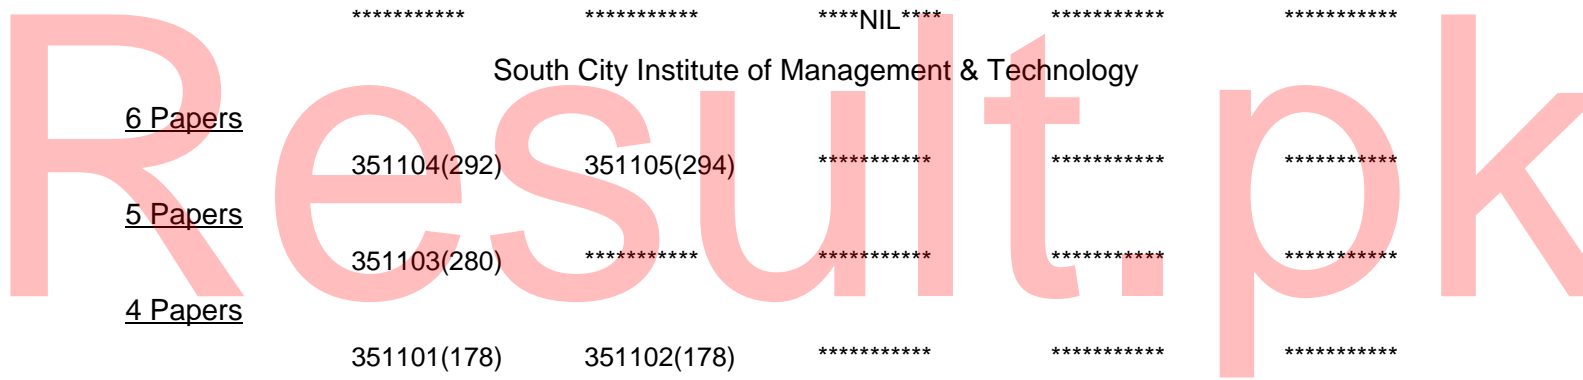 *********** *********** ****NIL**** *********** ***********
South City Institute of Management & Technology
6 Papers
351104(292) 351105(294) *********** *********** ***********
5 Papers
351103(280) *********** *********** *********** ***********
4 Papers
351101(178) 351102(178) *********** *********** ***********
Result.pk